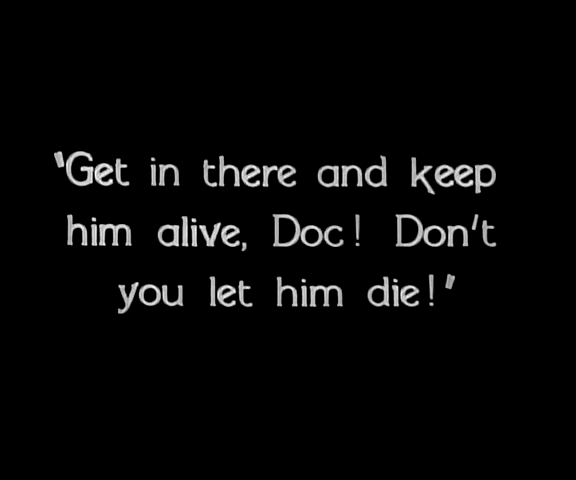 "Get in there and keep
him alive, Doc! Don't
you let him die!"